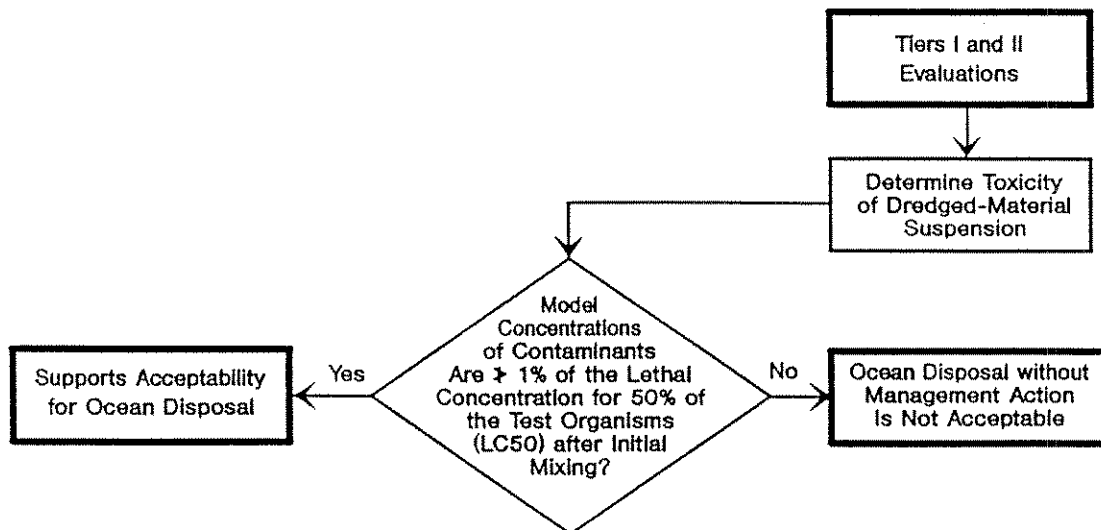 Tiers I and II
Evaluations
Determine Toxicity
of Dredged-Material
Suspension
Model
Concentrations
of Contaminants
Are ≯ 1% of the Lethal
Concentration for 50% of
the Test Organisms
(LC50) after Initial
Mixing?
Yes
No
Supports Acceptability
for Ocean Disposal
Ocean Disposal without
Management Action
Is Not Acceptable